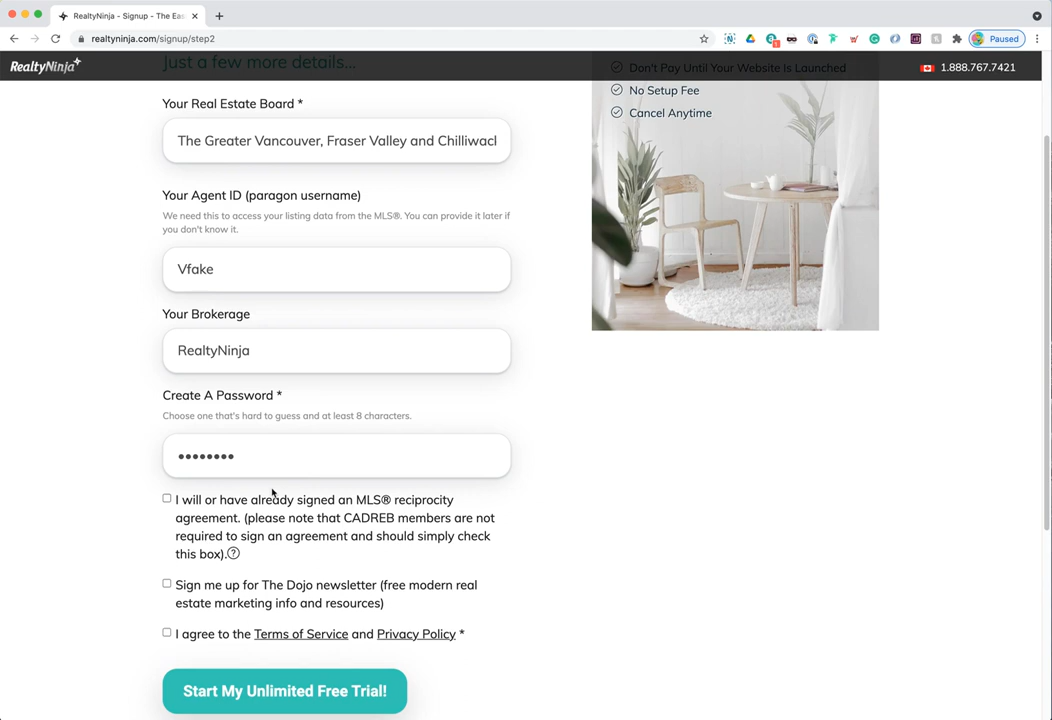 RealtyNinja - Signup - The Eas
realtyninja.com/signup/step2
Paused
RealtyNinja
1.888.767.7421
Just a few more details...
Your Real Estate Board *
The Greater Vancouver, Fraser Valley and Chilliwack
Your Agent ID (paragon username)
We need this to access your listing data from the MLS®. You can provide it later if
you don't know it.
Vfake
Your Brokerage
RealtyNinja
Create A Password *
Choose one that's hard to guess and at least 8 characters.
••••••••
I will or have already signed an MLS® reciprocity
agreement. (please note that CADREB members are not
required to sign an agreement and should simply check
this box).
Sign me up for The Dojo newsletter (free modern real
estate marketing info and resources)
I agree to the Terms of Service and Privacy Policy *
Start My Unlimited Free Trial!
Don't Pay Until Your Website Is Launched
No Setup Fee
Cancel Anytime